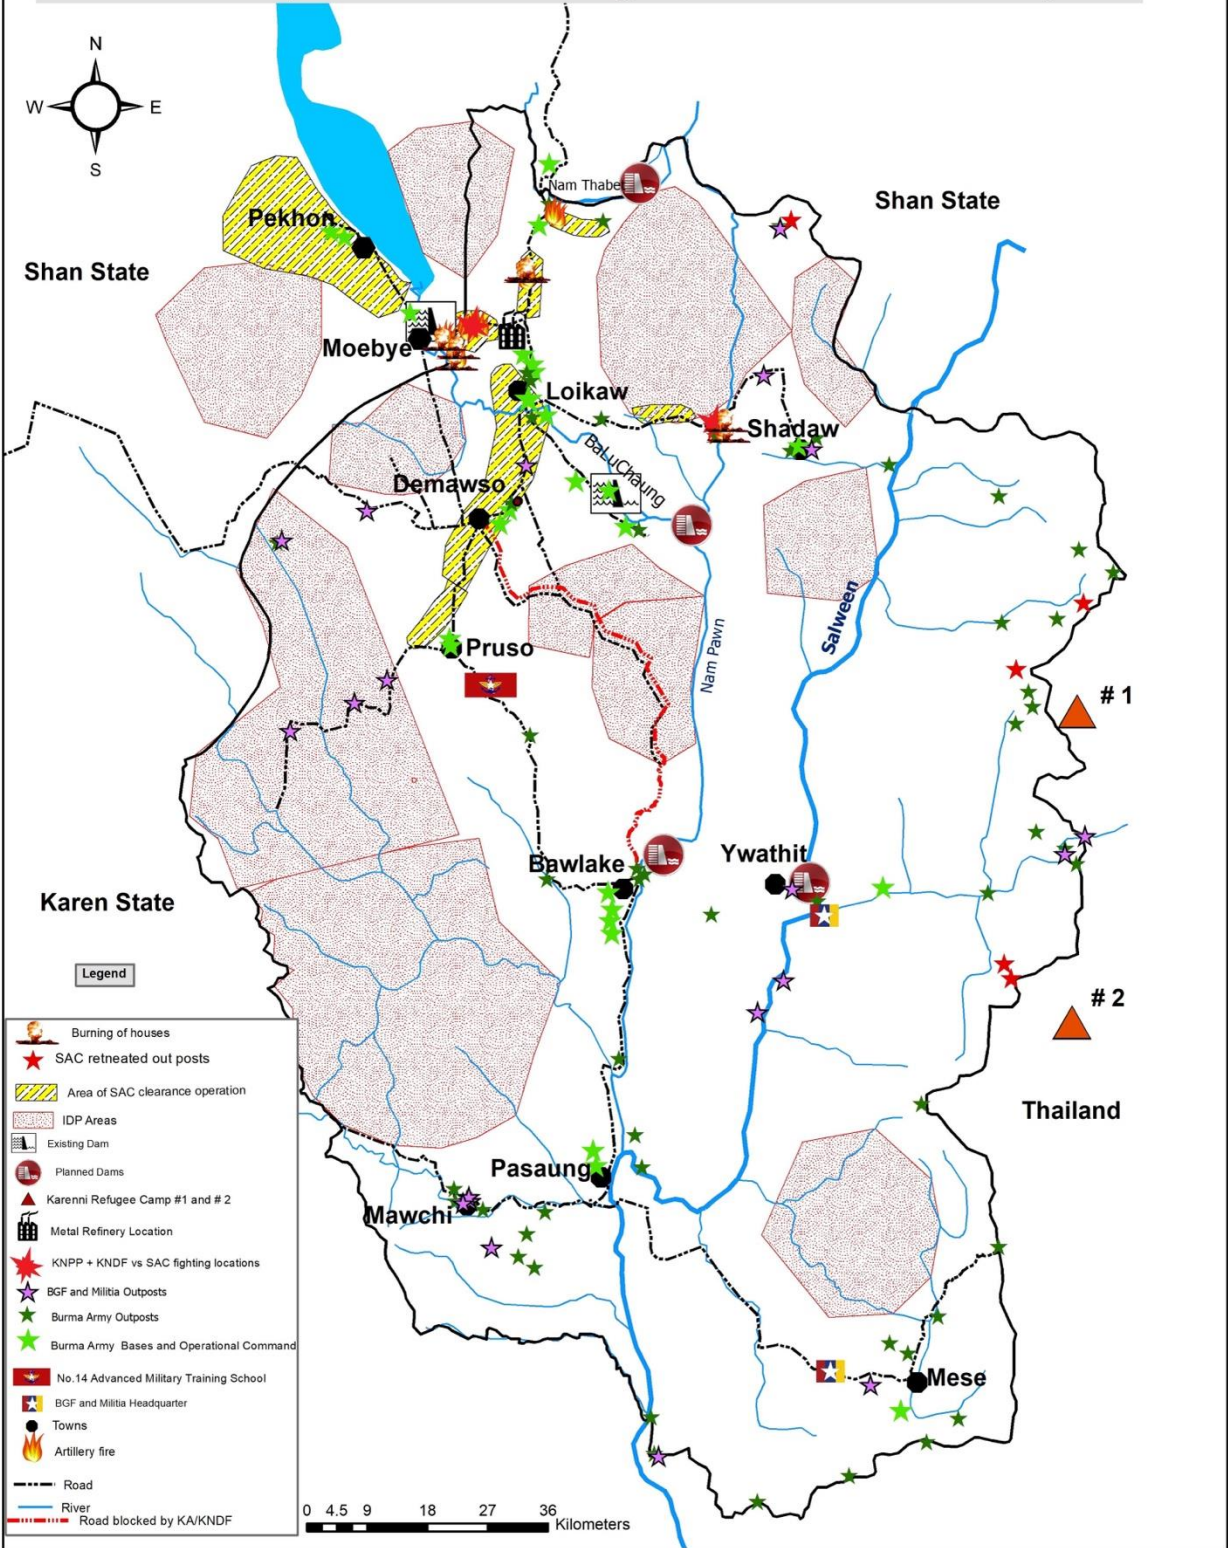 N
W E
S
Nam Thabe
Shan State
Pekhon
Shan State
Moebye
Loikaw
Shadaw
BaLuChaung
Demawso
Salween
Pruso
Nam Pawn
# 1
Bawlake
Ywathit
Karen State
Legend
# 2
Burning of houses
SAC retneated out posts
Area of SAC clearance operation
IDP Areas
Existing Dam
Planned Dams
Karenni Refugee Camp #1 and # 2
Metal Refinery Location
KNPP + KNDF vs SAC fighting locations
BGF and Militia Outposts
Burma Army Outposts
Burma Army Bases and Operational Command
No.14 Advanced Military Training School
BGF and Militia Headquarter
Towns
Artillery fire
Road
River
Road blocked by KA/KNDF
Thailand
Pasaung
Mawchi
Mese
0 4.5 9 18 27 36
Kilometers